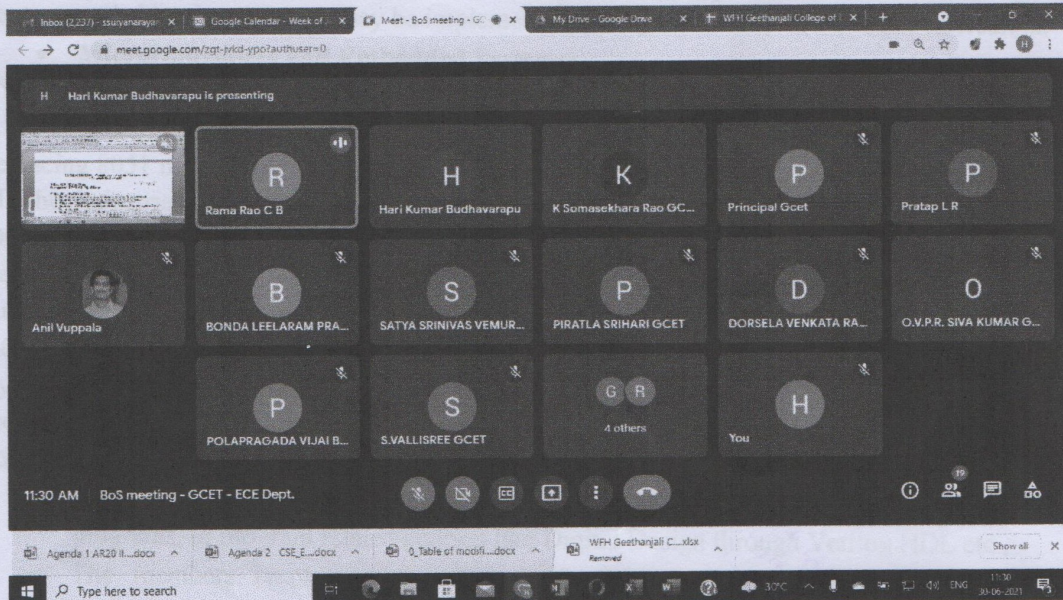 Inbox (2,237) - ssuryanaraya
Google Calendar - Week of
Meet - BoS meeting - GC
My Drive - Google Drive
WFH Geethanjali College of
meet.google.com/zgt-prkd-ypo?authuser=0
H
H Hari Kumar Budhavarapu is presenting
R
Rama Rao C B
H
Hari Kumar Budhavarapu
K
K Somasekhara Rao GC...
P
Principal Gcet
P
Pratap L R
Anil Vuppala
B
BONDA LEELARAM PRA...
S
SATYA SRINIVAS VEMUR...
P
PIRATLA SRIHARI GCET
D
DORSELA VENKATA RA...
O
O.V.P.R. SIVA KUMAR G...
P
POLAPRAGADA VIJAI B...
S
S.VALLISREE GCET
G R
4 others
H
You
11:30 AM | BoS meeting - GCET - ECE Dept.
CC
19
Agenda 1 AR20 II....docx
Agenda 2 CSE_E...docx
0_Table of modifi....docx
WFH Geethanjali C....xlsx
Removed
Show all
Type here to search
30°C
ENG
11:30
30-06-2021